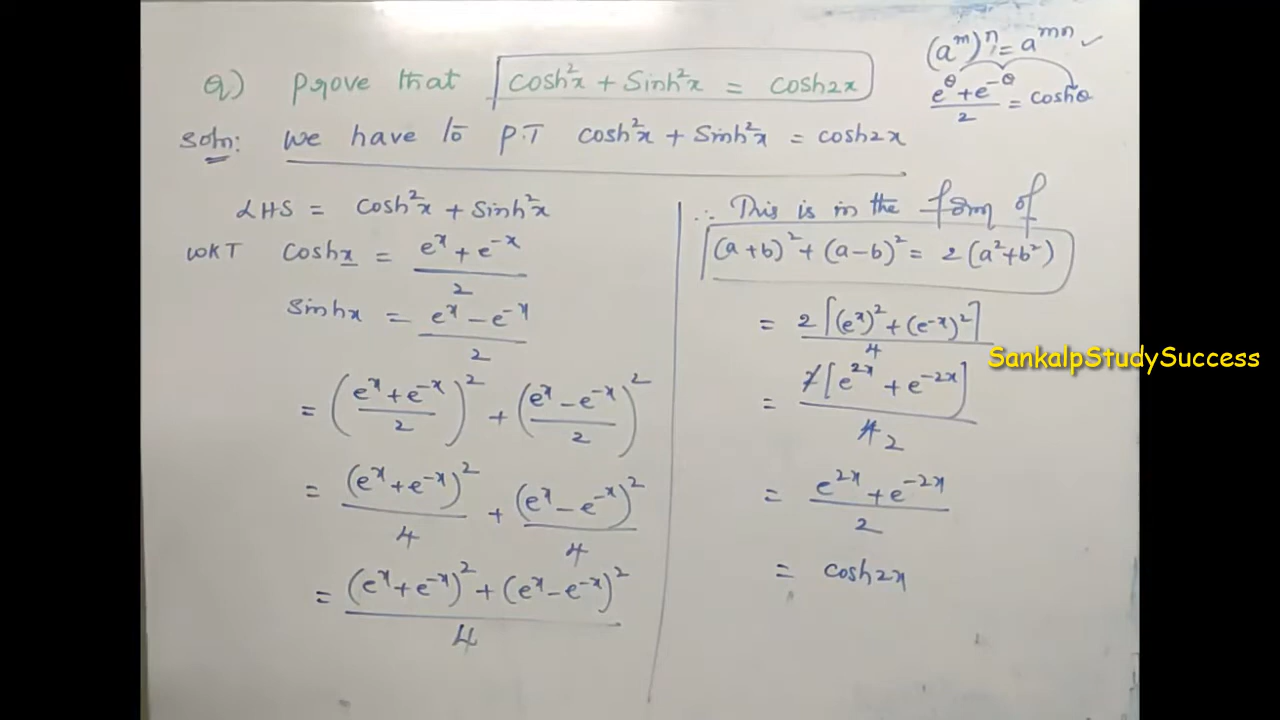 Q) Prove that cosh²x + Sinh²x = cosh2x
(a^m)^n = a^mn ✓
(e^θ + e^-θ)/2 = coshθ
Soln: We have to P.T cosh²x + Sinh²x = cosh2x
LHS = cosh²x + Sinh²x
WKT coshx = (e^x + e^-x)/2
Sinhx = (e^x - e^-x)/2
= ((e^x + e^-x)/2)² + ((e^x - e^-x)/2)²
= (e^x + e^-x)²/4 + (e^x - e^-x)²/4
= ((e^x + e^-x)² + (e^x - e^-x)²)/4
∴ This is in the form of
(a+b)² + (a-b)² = 2(a²+b²)
= 2[(e^x)² + (e^-x)²]/4
SankalpStudySuccess
= 2[e^2x + e^-2x]/4 2
= (e^2x + e^-2x)/2
= cosh2x